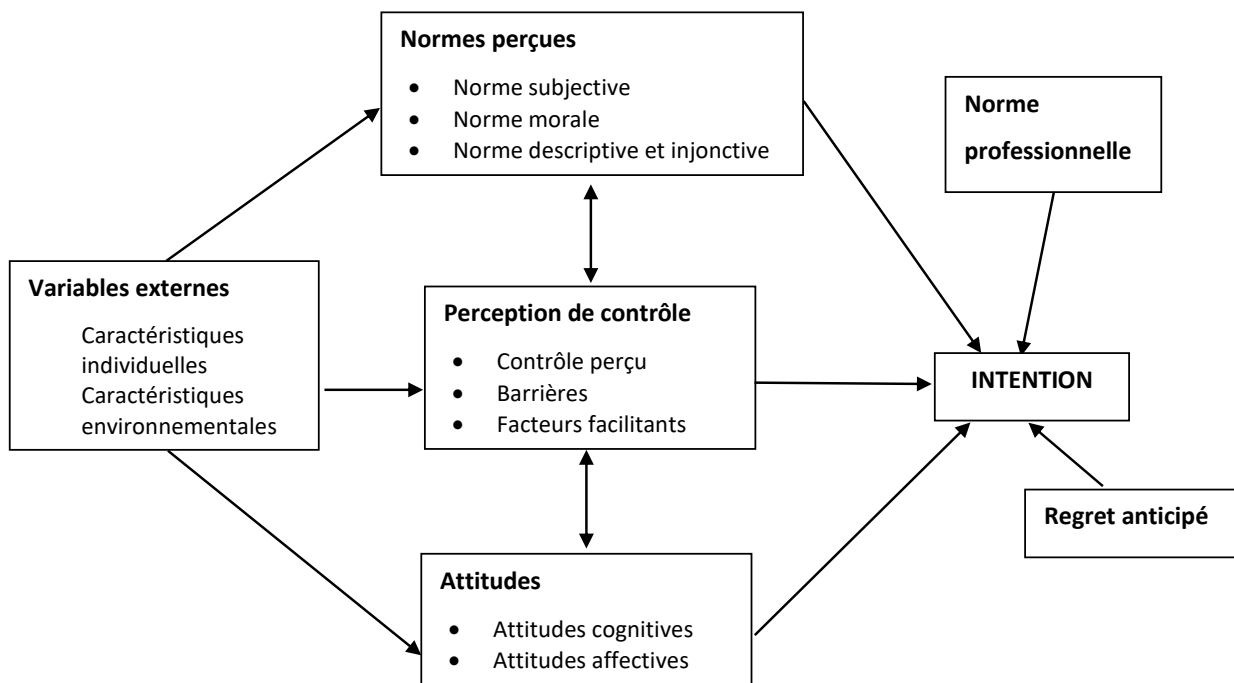 Normes perçues
• Norme subjective
• Norme morale
• Norme descriptive et injonctive
Norme
professionnelle
Variables externes
Caractéristiques
individuelles
Caractéristiques
environnementales
Perception de contrôle
• Contrôle perçu
• Barrières
• Facteurs facilitants
INTENTION
Regret anticipé
Attitudes
• Attitudes cognitives
• Attitudes affectives